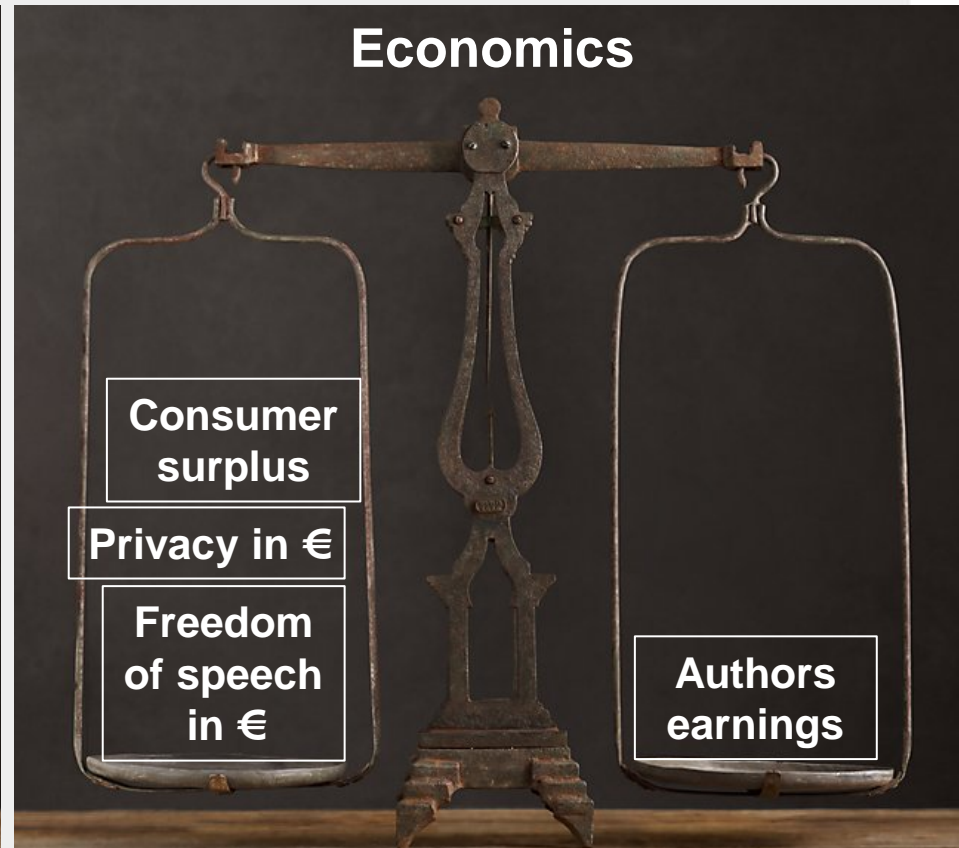 Economics
Consumer
surplus
Privacy in €
Freedom
of speech
in €
Authors
earnings